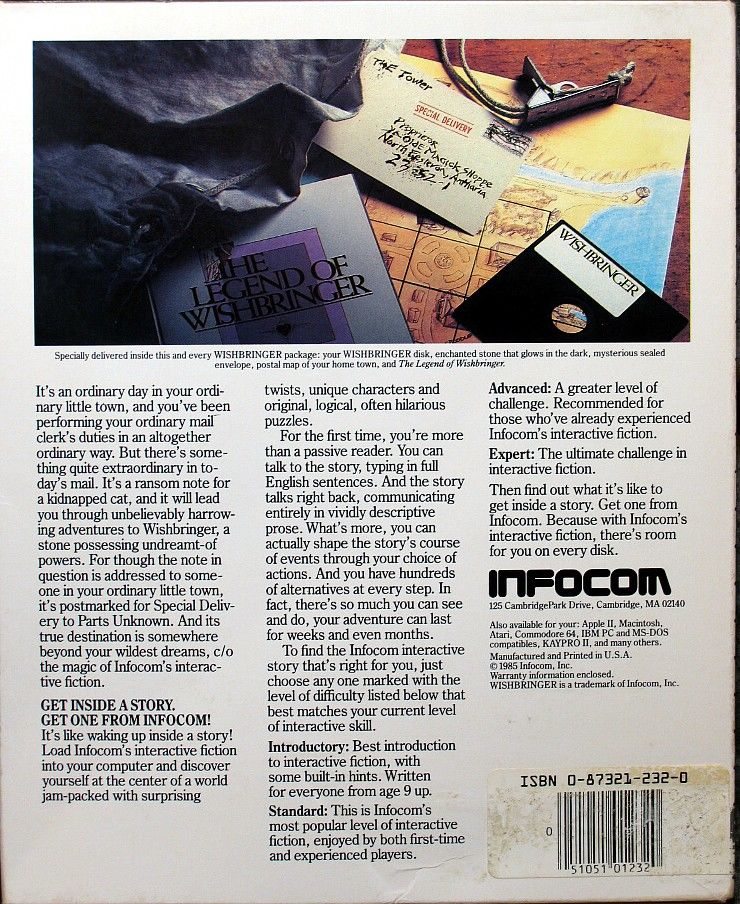 THE Tower
SPECIAL DELIVERY
Proprietor
Ye Olde Magick Shoppe
THE
LEGEND OF
WISHBRINGER
WISHBRINGER
Specially delivered inside this and every WISHBRINGER package: your WISHBRINGER disk, enchanted stone that glows in the dark, mysterious sealed
envelope, postal map of your home town, and The Legend of Wishbringer.
It's an ordinary day in your ordi-
nary little town, and you've been
performing your ordinary mail
clerk's duties in an altogether
ordinary way. But there's some-
thing quite extraordinary in to-
day's mail. It's a ransom note for
a kidnapped cat, and it will lead
you through unbelievably harrow-
ing adventures to Wishbringer, a
stone possessing undreamt-of
powers. For though the note in
question is addressed to some-
one in your ordinary little town,
it's postmarked for Special Deliv-
ery to Parts Unknown. And its
true destination is somewhere
beyond your wildest dreams, c/o
the magic of Infocom's interac-
tive fiction.
GET INSIDE A STORY.
GET ONE FROM INFOCOM!
It's like waking up inside a story!
Load Infocom's interactive fiction
into your computer and discover
yourself at the center of a world
jam-packed with surprising
twists, unique characters and
original, logical, often hilarious
puzzles.
For the first time, you're more
than a passive reader. You can
talk to the story, typing in full
English sentences. And the story
talks right back, communicating
entirely in vividly descriptive
prose. What's more, you can
actually shape the story's course
of events through your choice of
actions. And you have hundreds
of alternatives at every step. In
fact, there's so much you can see
and do, your adventure can last
for weeks and even months.
To find the Infocom interactive
story that's right for you, just
choose any one marked with the
level of difficulty listed below that
best matches your current level
of interactive skill.
Introductory: Best introduction
to interactive fiction, with
some built-in hints. Written
for everyone from age 9 up.
Standard: This is Infocom's
most popular level of interactive
fiction, enjoyed by both first-time
and experienced players.
Advanced: A greater level of
challenge. Recommended for
those who've already experienced
Infocom's interactive fiction.
Expert: The ultimate challenge in
interactive fiction.
Then find out what it's like to
get inside a story. Get one from
Infocom. Because with Infocom's
interactive fiction, there's room
for you on every disk.
INFOCOM
125 CambridgePark Drive, Cambridge, MA 02140
Also available for your: Apple II, Macintosh,
Atari, Commodore 64, IBM PC and MS-DOS
compatibles, KAYPRO II, and many others.
Manufactured and Printed in U.S.A.
© 1985 Infocom, Inc.
Warranty information enclosed.
WISHBRINGER is a trademark of Infocom, Inc.
ISBN 0-87321-232-0
0
51051 01232